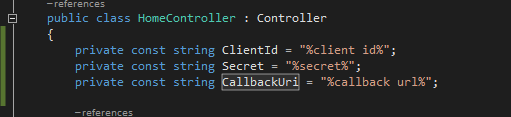 -references
public class HomeController : Controller
{
private const string ClientId = "%client id%";
private const string Secret = "%secret%";
private const string CallbackUri = "%callback url%";
-references